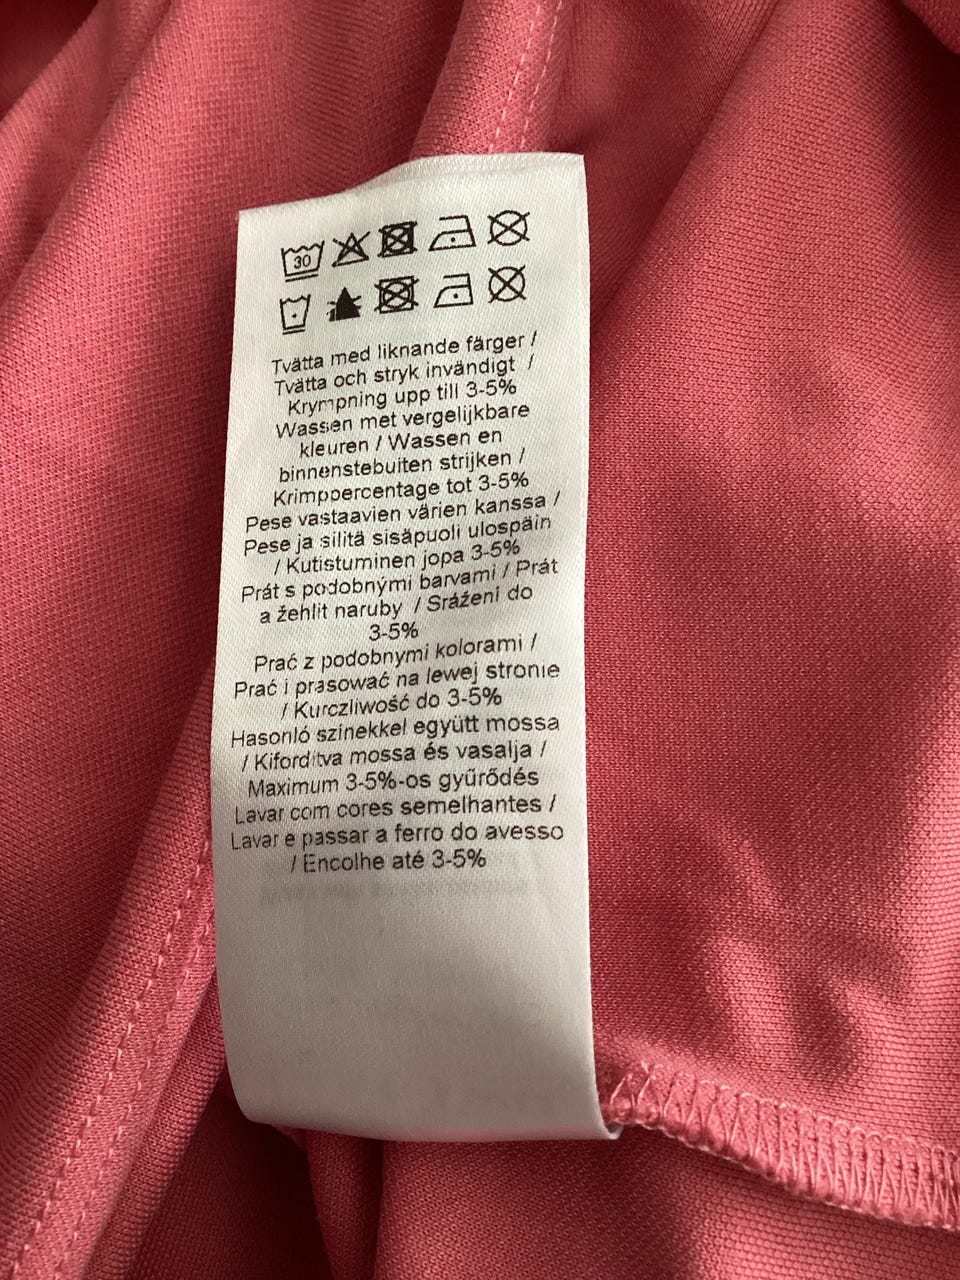 30
Tvätta med liknande färger /
Tvätta och stryk invändigt /
Krympning upp till 3-5%
Wassen met vergelijkbare
kleuren / Wassen en
binnenstebuiten strijken /
Krimppercentage tot 3-5%
Pese vastaavien värien kanssa /
Pese ja silitä sisäpuoli ulospäin
/ Kutistuminen jopa 3-5%
Prát s podobnými barvami / Prát
a žehlit naruby / Srážení do
3-5%
Prać z podobnymi kolorami /
Prać i prasować na lewej stronie
/ Kurczliwość do 3-5%
Hasonló színekkel együtt mossa
/ Kifordítva mossa és vasalja /
Maximum 3-5%-os gyűrődés
Lavar com cores semelhantes /
Lavar e passar a ferro do avesso
/ Encolhe até 3-5%